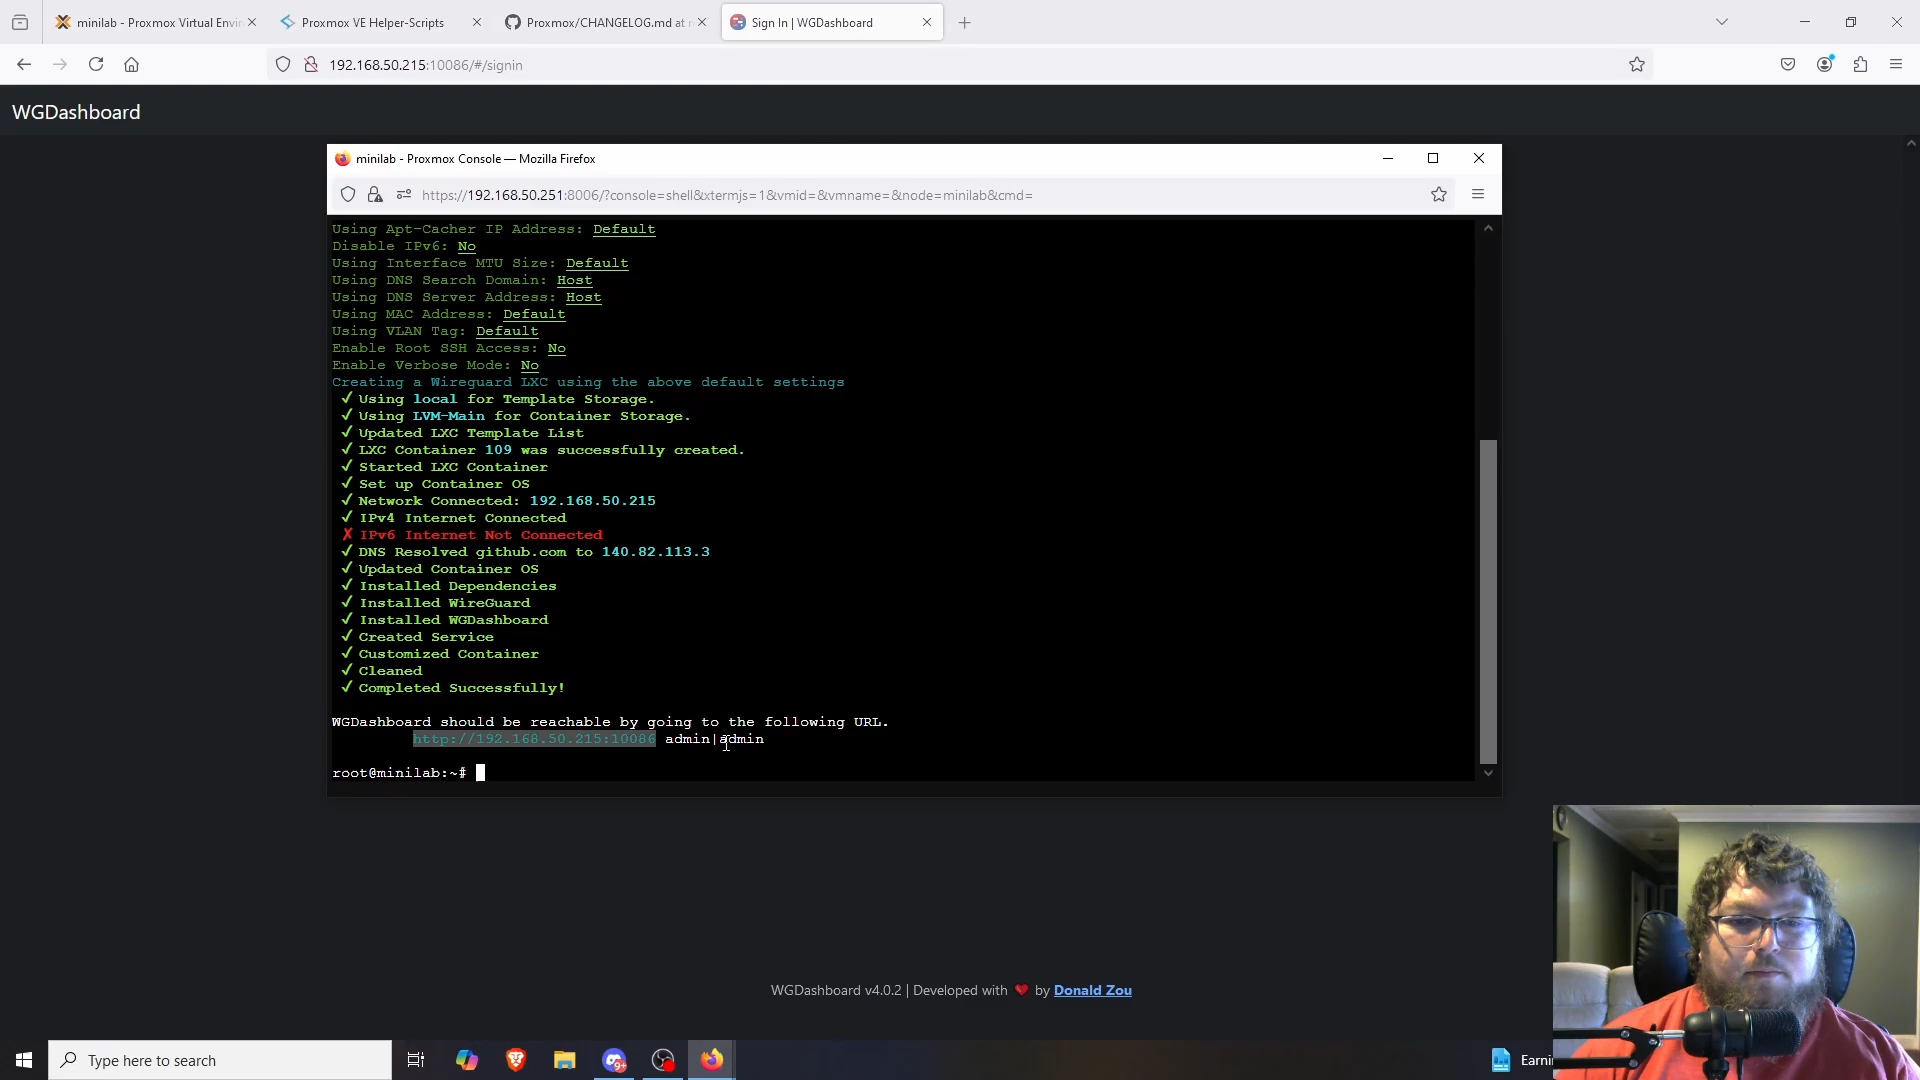 minilab - Proxmox Virtual Envir
Proxmox VE Helper-Scripts
Proxmox/CHANGELOG.md at
Sign In | WGDashboard
192.168.50.215:10086/#/signin
WGDashboard
minilab - Proxmox Console — Mozilla Firefox
https://192.168.50.251:8006/?console=shell&xtermjs=1&vmid=&vmname=&node=minilab&cmd=
Using Apt-Cacher IP Address: Default
Disable IPv6: No
Using Interface MTU Size: Default
Using DNS Search Domain: Host
Using DNS Server Address: Host
Using MAC Address: Default
Using VLAN Tag: Default
Enable Root SSH Access: No
Enable Verbose Mode: No
Creating a Wireguard LXC using the above default settings
✓ Using local for Template Storage.
✓ Using LVM-Main for Container Storage.
✓ Updated LXC Template List
✓ LXC Container 109 was successfully created.
✓ Started LXC Container
✓ Set up Container OS
✓ Network Connected: 192.168.50.215
✓ IPv4 Internet Connected
✗ IPv6 Internet Not Connected
✓ DNS Resolved github.com to 140.82.113.3
✓ Updated Container OS
✓ Installed Dependencies
✓ Installed WireGuard
✓ Installed WGDashboard
✓ Created Service
✓ Customized Container
✓ Cleaned
✓ Completed Successfully!
WGDashboard should be reachable by going to the following URL.
http://192.168.50.215:10086 admin|admin
root@minilab:~#
WGDashboard v4.0.2 | Developed with ❤️ by Donald Zou
Type here to search
9+
Earni